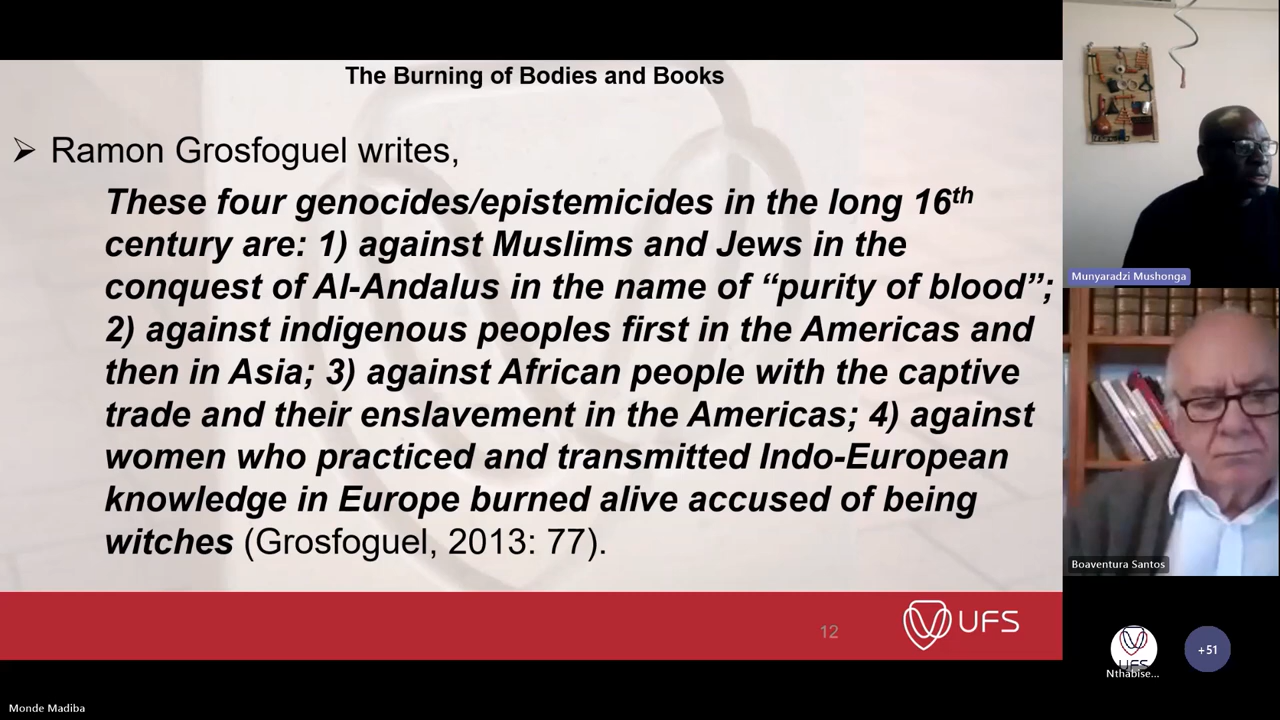 The Burning of Bodies and Books
➤ Ramon Grosfoguel writes,
These four genocides/epistemicides in the long 16th
century are: 1) against Muslims and Jews in the
conquest of Al-Andalus in the name of “purity of blood”;
2) against indigenous peoples first in the Americas and
then in Asia; 3) against African people with the captive
trade and their enslavement in the Americas; 4) against
women who practiced and transmitted Indo-European
knowledge in Europe burned alive accused of being
witches (Grosfoguel, 2013: 77).
12
UFS
Munyaradzi Mushonga
Boaventura Santos
UFS
Nthabise...
+51
Monde Madiba